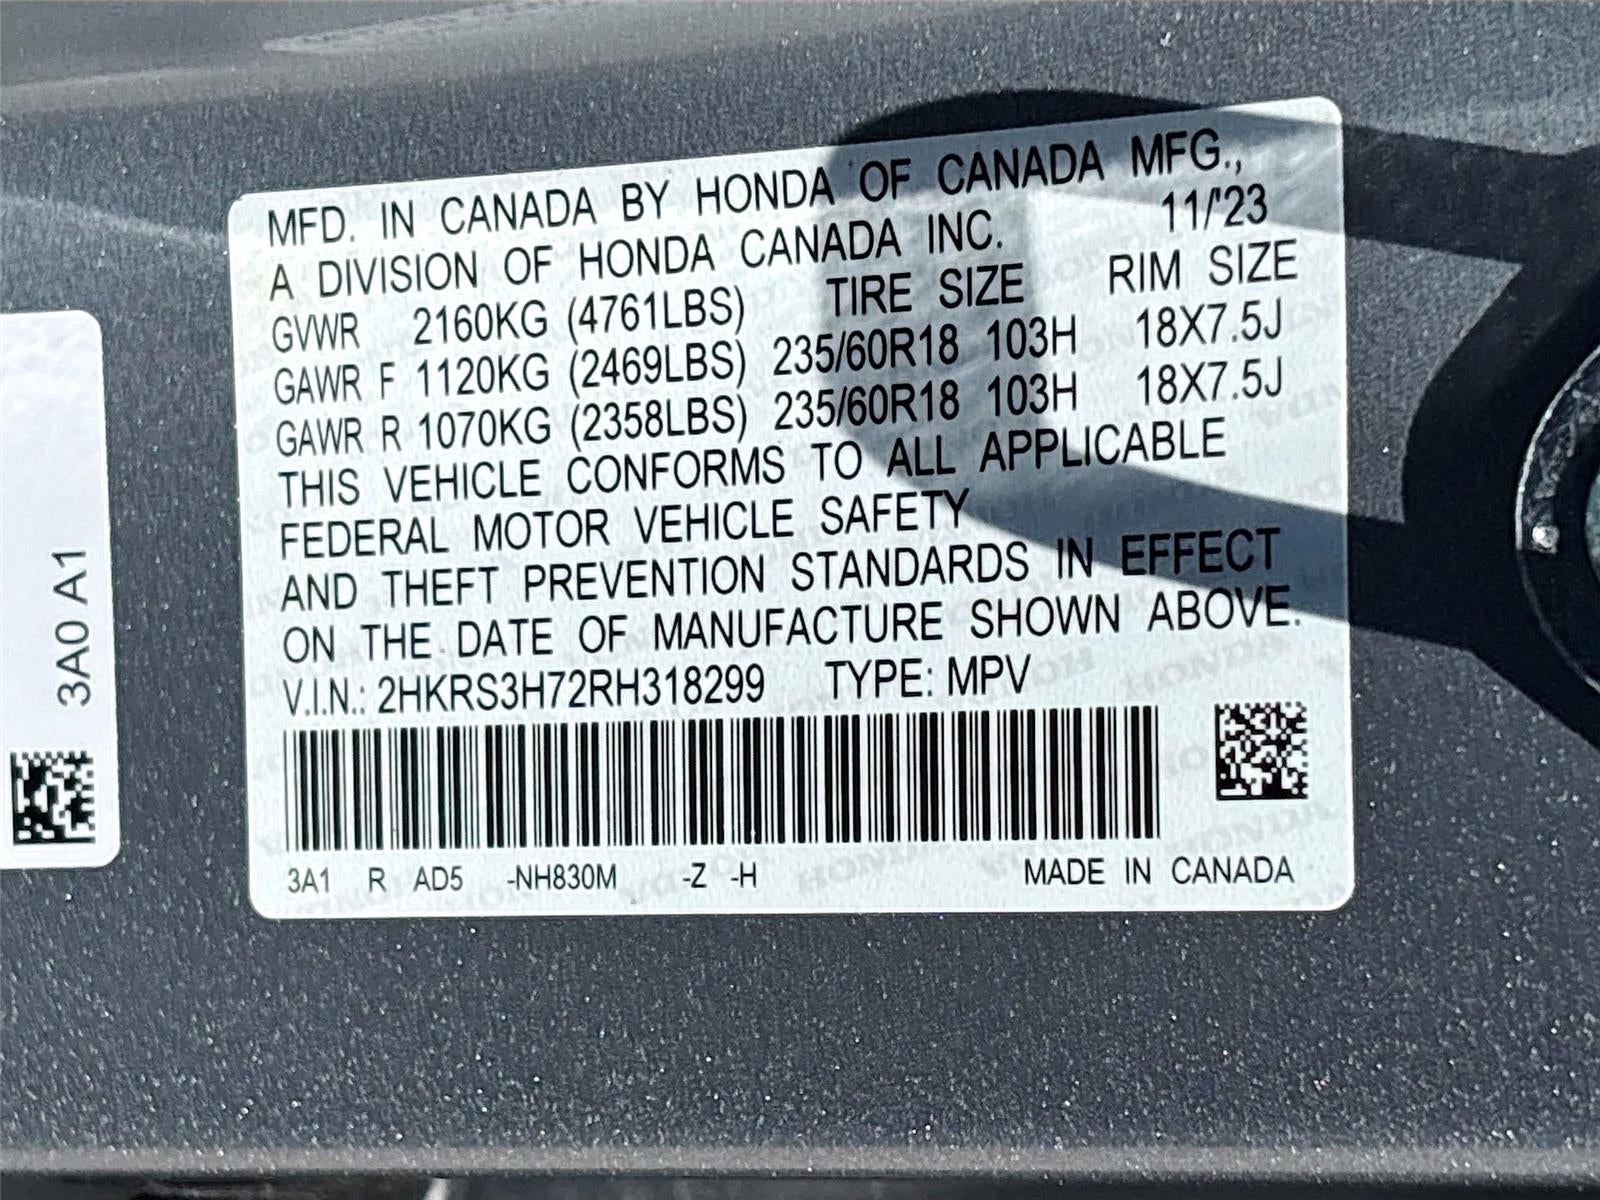 MFD. IN CANADA BY HONDA OF CANADA MFG.,
A DIVISION OF HONDA CANADA INC. 11/'23
GVWR 2160KG (4761LBS) TIRE SIZE RIM SIZE
GAWR F 1120KG (2469LBS) 235/60R18 103H 18X7.5J
GAWR R 1070KG (2358LBS) 235/60R18 103H 18X7.5J
THIS VEHICLE CONFORMS TO ALL APPLICABLE
FEDERAL MOTOR VEHICLE SAFETY
AND THEFT PREVENTION STANDARDS IN EFFECT
ON THE DATE OF MANUFACTURE SHOWN ABOVE.
V.I.N.: 2HKRS3H72RH318299 TYPE: MPV
3A1 R AD5 -NH830M -Z -H MADE IN CANADA
3A0 A1